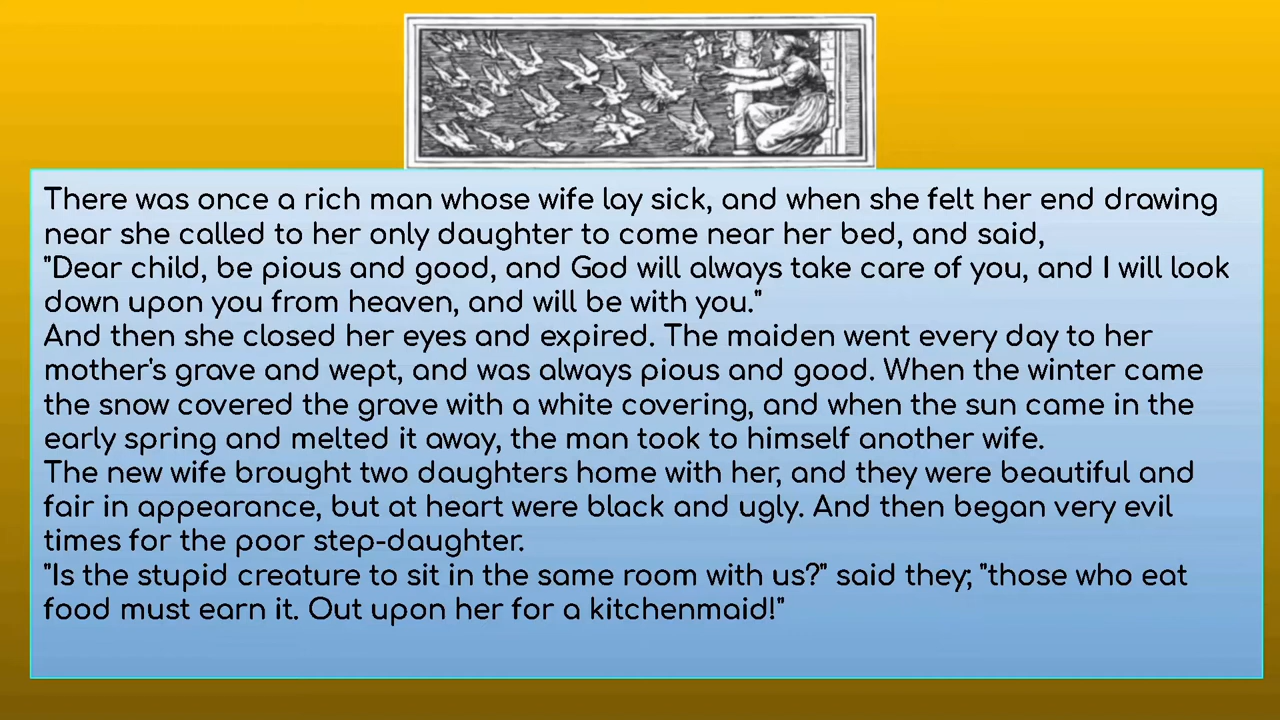 There was once a rich man whose wife lay sick, and when she felt her end drawing
near she called to her only daughter to come near her bed, and said,
"Dear child, be pious and good, and God will always take care of you, and I will look
down upon you from heaven, and will be with you."
And then she closed her eyes and expired. The maiden went every day to her
mother's grave and wept, and was always pious and good. When the winter came
the snow covered the grave with a white covering, and when the sun came in the
early spring and melted it away, the man took to himself another wife.
The new wife brought two daughters home with her, and they were beautiful and
fair in appearance, but at heart were black and ugly. And then began very evil
times for the poor step-daughter.
"Is the stupid creature to sit in the same room with us?" said they; "those who eat
food must earn it. Out upon her for a kitchenmaid!"